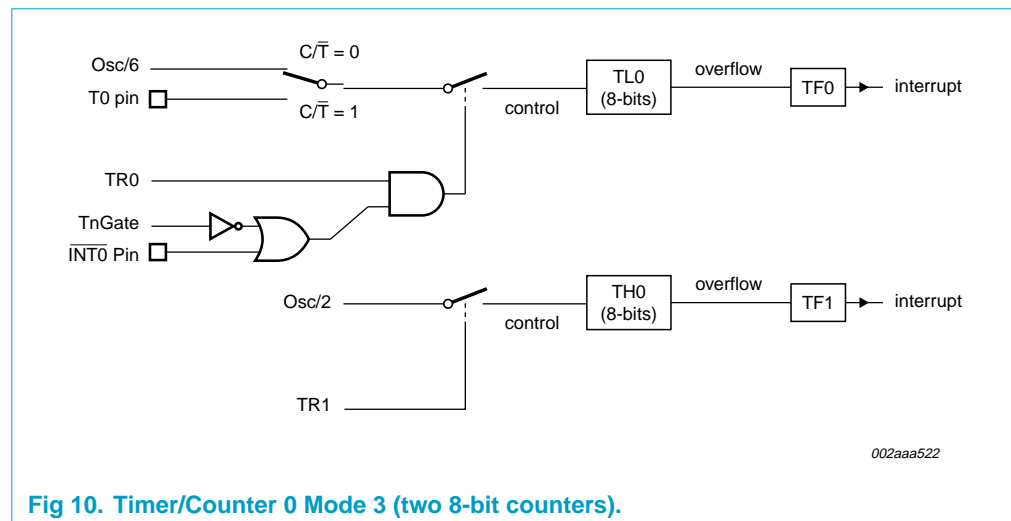 C/T̅ = 0
Osc/6
T0 pin
C/T̅ = 1
control
TL0
(8-bits)
overflow
TF0
interrupt
TR0
TnGate
I̅N̅T̅0̅ Pin
Osc/2
control
TH0
(8-bits)
overflow
TF1
interrupt
TR1
002aaa522
Fig 10. Timer/Counter 0 Mode 3 (two 8-bit counters).